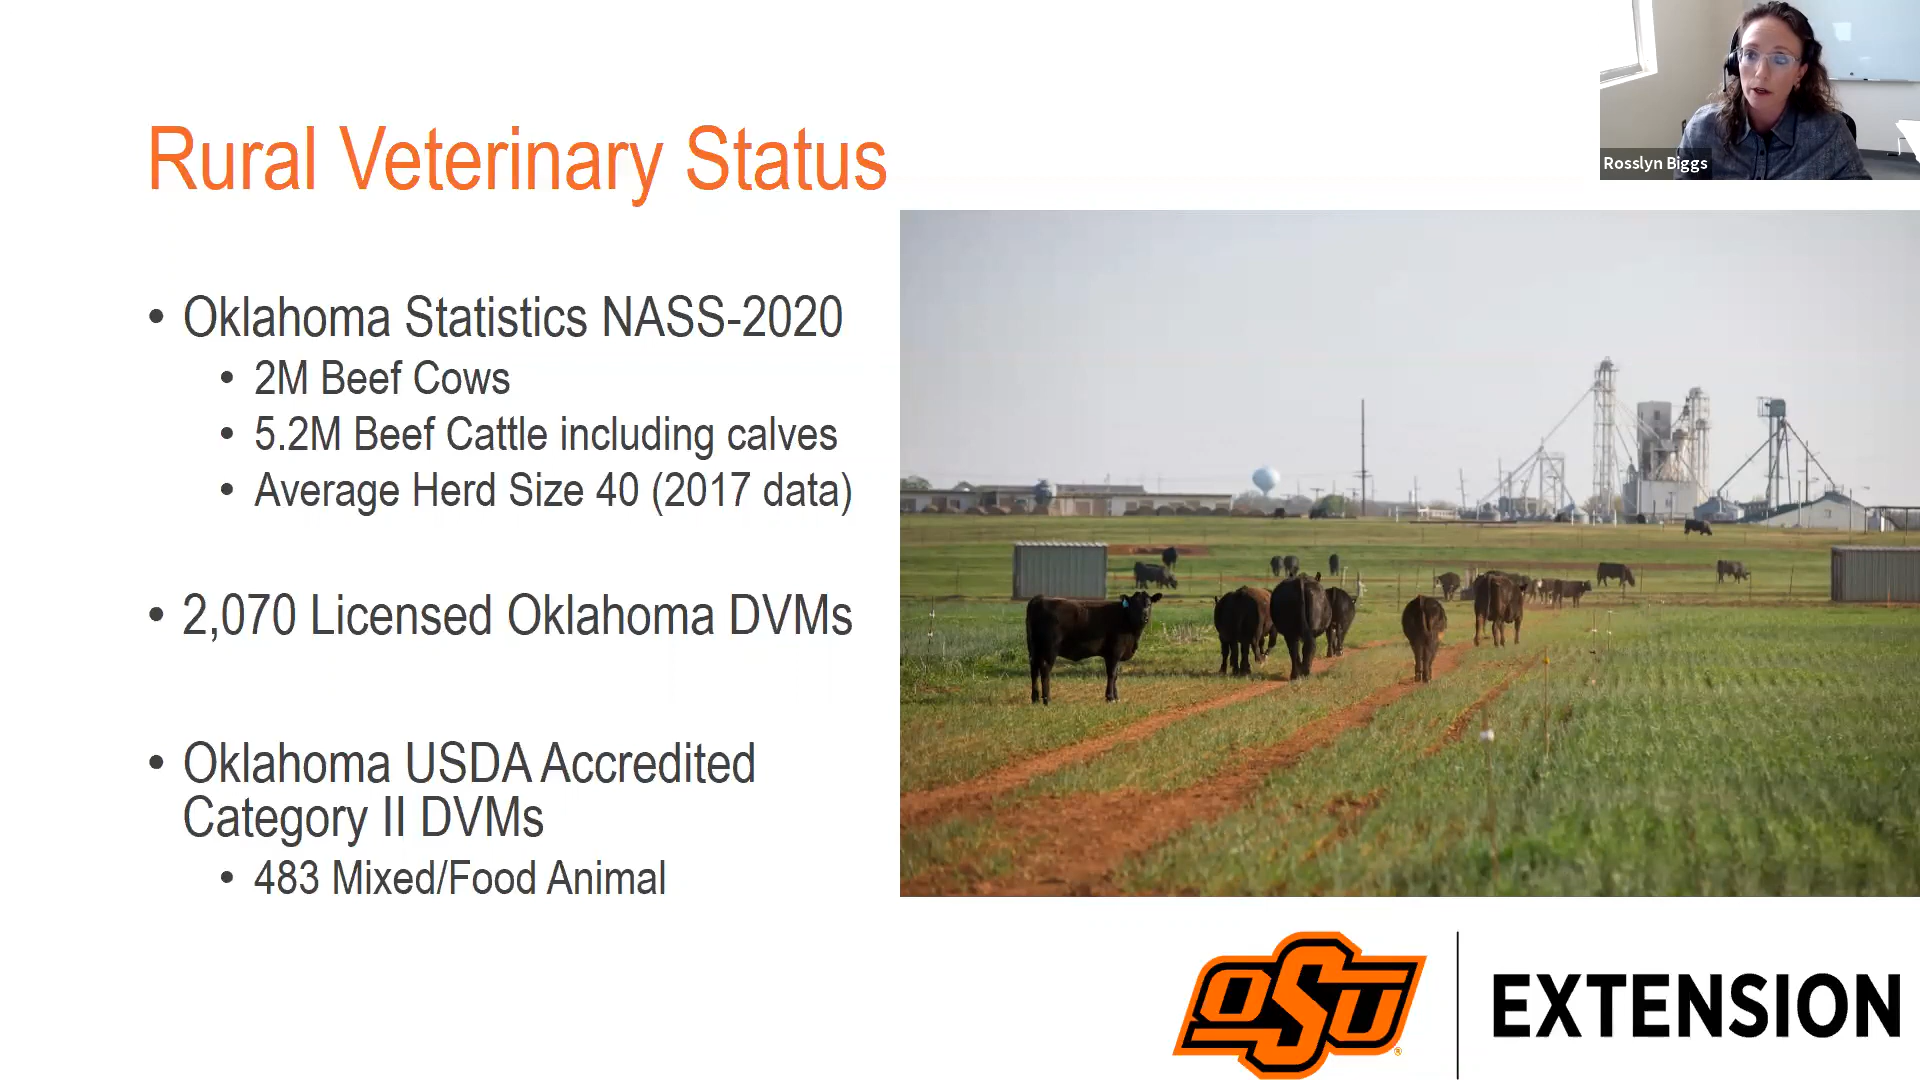 Rural Veterinary Status
Rosslyn Biggs
• Oklahoma Statistics NASS-2020
• 2M Beef Cows
• 5.2M Beef Cattle including calves
• Average Herd Size 40 (2017 data)
• 2,070 Licensed Oklahoma DVMs
• Oklahoma USDA Accredited
Category II DVMs
• 483 Mixed/Food Animal
OSU ®
EXTENSION